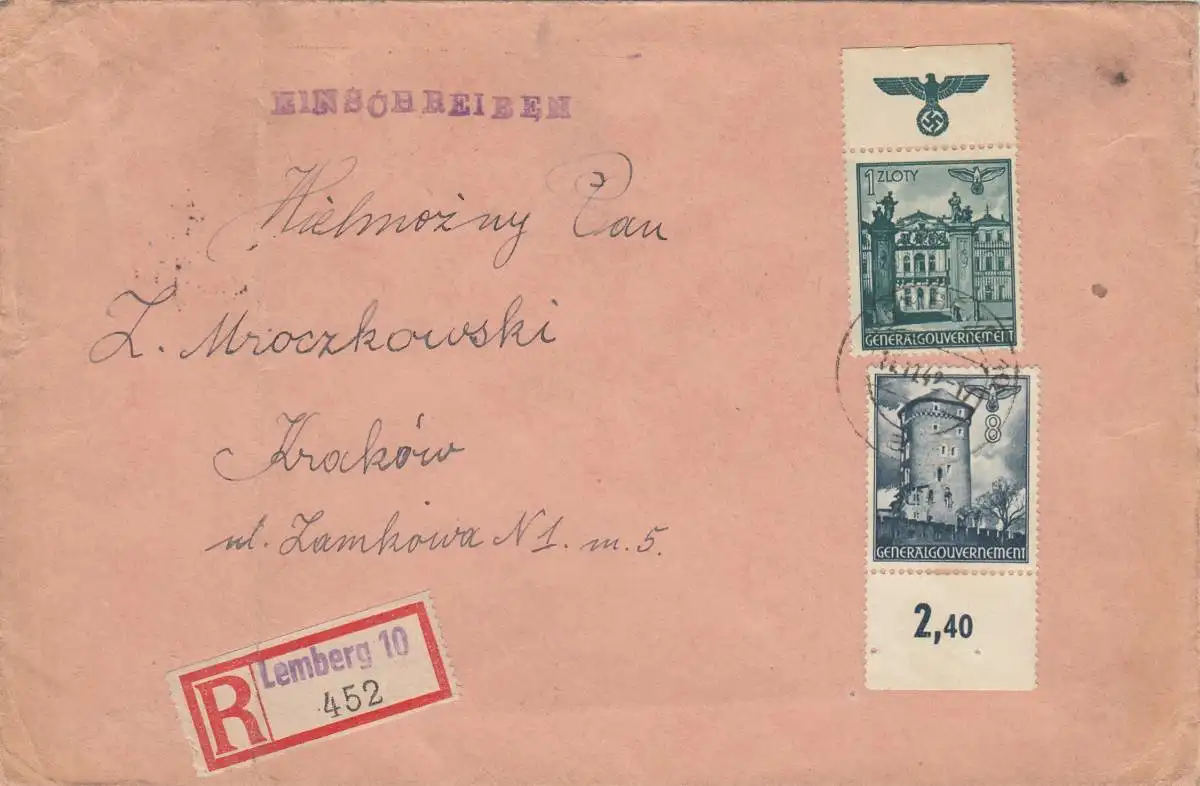 EINSCHREIBEN
Wielmożny Pan
Z. Mroczkowski
Kraków
ul. Zamkowa N 1. m. 5.
R
Lemberg 10
452
1 ZLOTY
GENERALGOUVERNEMENT
8
GENERALGOUVERNEMENT
2,40